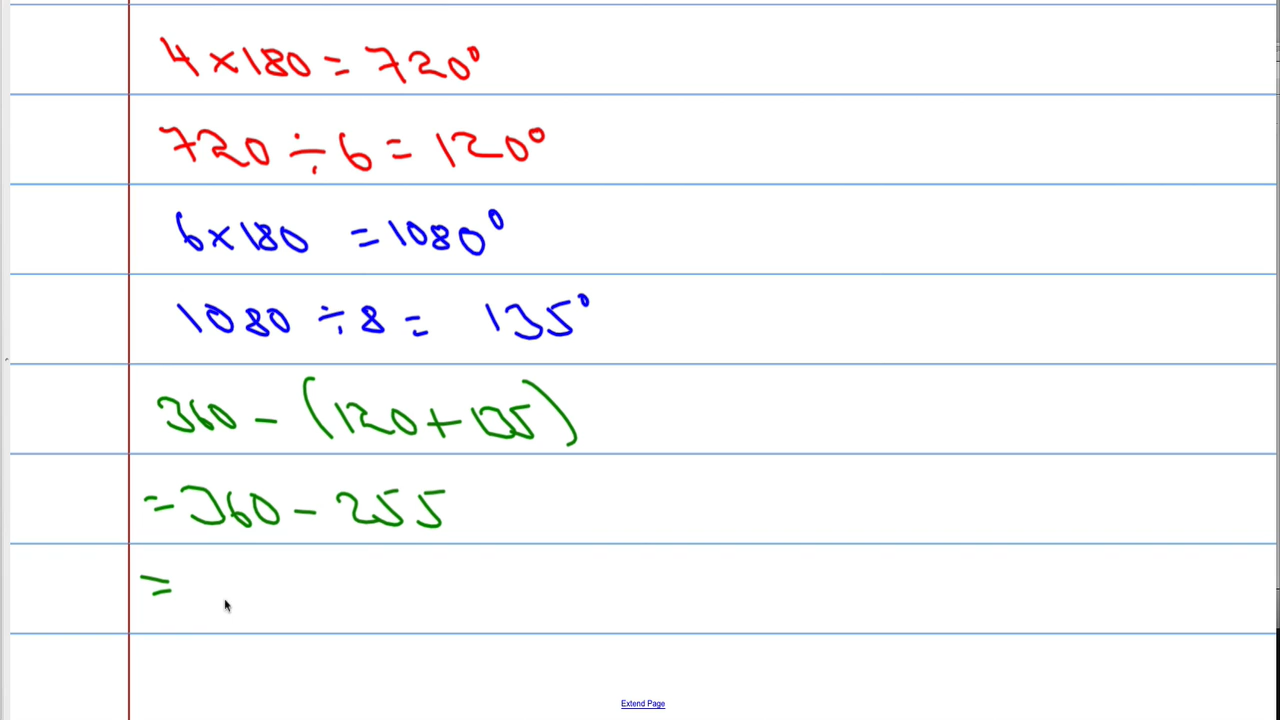 4 × 180 = 720°
720 ÷ 6 = 120°
6 × 180 = 1080°
1080 ÷ 8 = 135°
360 - (120 + 135)
= 360 - 255
=
Extend Page